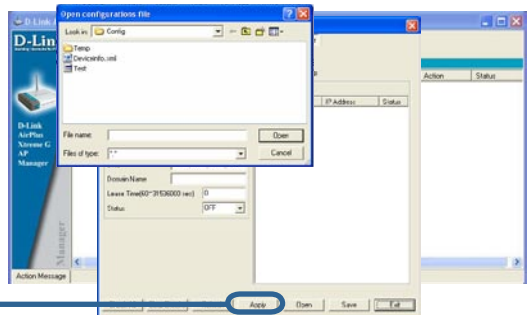 D-Link
Open configurations file
Look in: Config
Temp
DeviceInfo.xml
Test
File name: Open
Files of type: *.* Cancel
D-Lin
D-Link
AirPlus
Xtreme G
AP
Manager
IP Address Status
Action Status
Domain Name
Lease Time(60~31536000 sec) 0
Status OFF
Manager
Apply Open Save Exit
Action Message